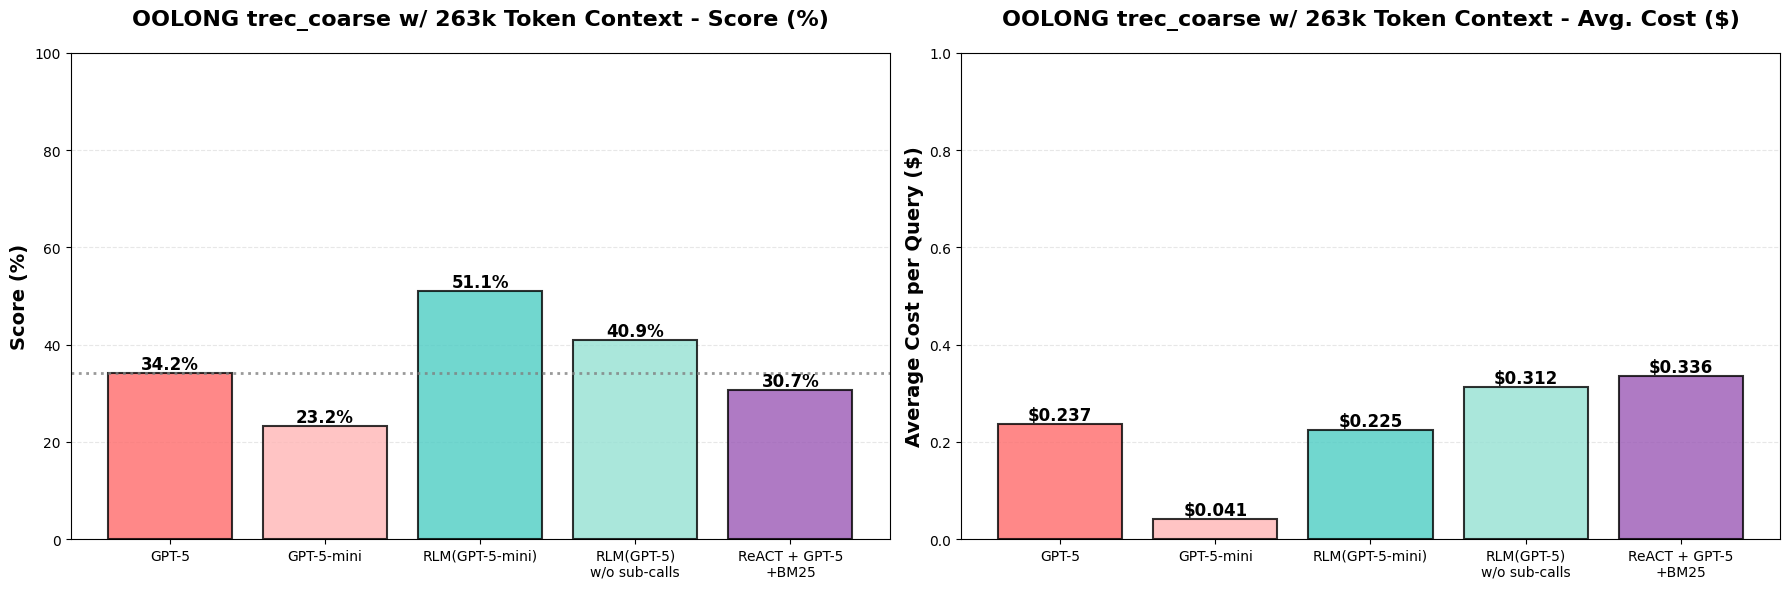 OOLONG trec_coarse w/ 263k Token Context - Score (%)
Score (%)
100
80
60
40
20
0
34.2%
23.2%
51.1%
40.9%
30.7%
GPT-5
GPT-5-mini
RLM(GPT-5-mini)
RLM(GPT-5)
w/o sub-calls
ReACT + GPT-5
+BM25
OOLONG trec_coarse w/ 263k Token Context - Avg. Cost ($)
Average Cost per Query ($)
1.0
0.8
0.6
0.4
0.2
0.0
$0.237
$0.041
$0.225
$0.312
$0.336
GPT-5
GPT-5-mini
RLM(GPT-5-mini)
RLM(GPT-5)
w/o sub-calls
ReACT + GPT-5
+BM25